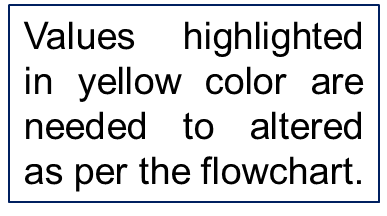 Values highlighted
in yellow color are
needed to altered
as per the flowchart.